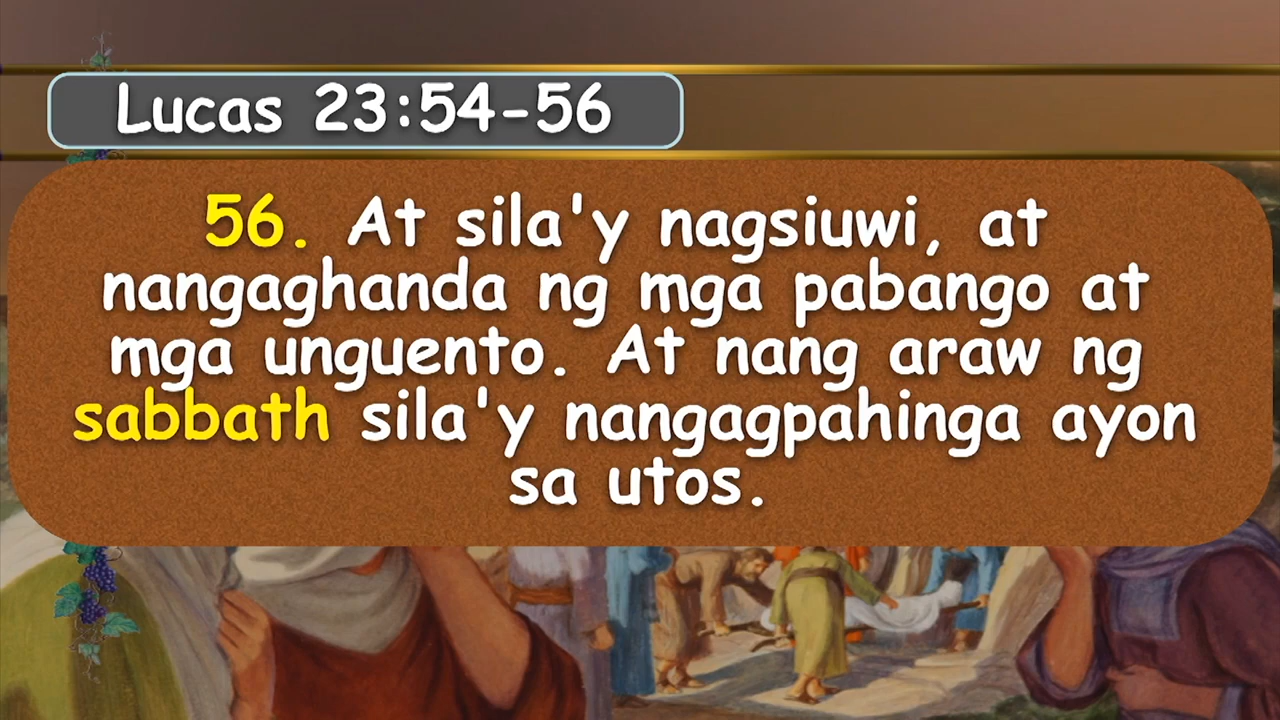 Lucas 23:54-56
56. At sila'y nagsiuwi, at
nangaghanda ng mga pabango at
mga unguento. At nang araw ng
sabbath sila'y nangagpahinga ayon
sa utos.